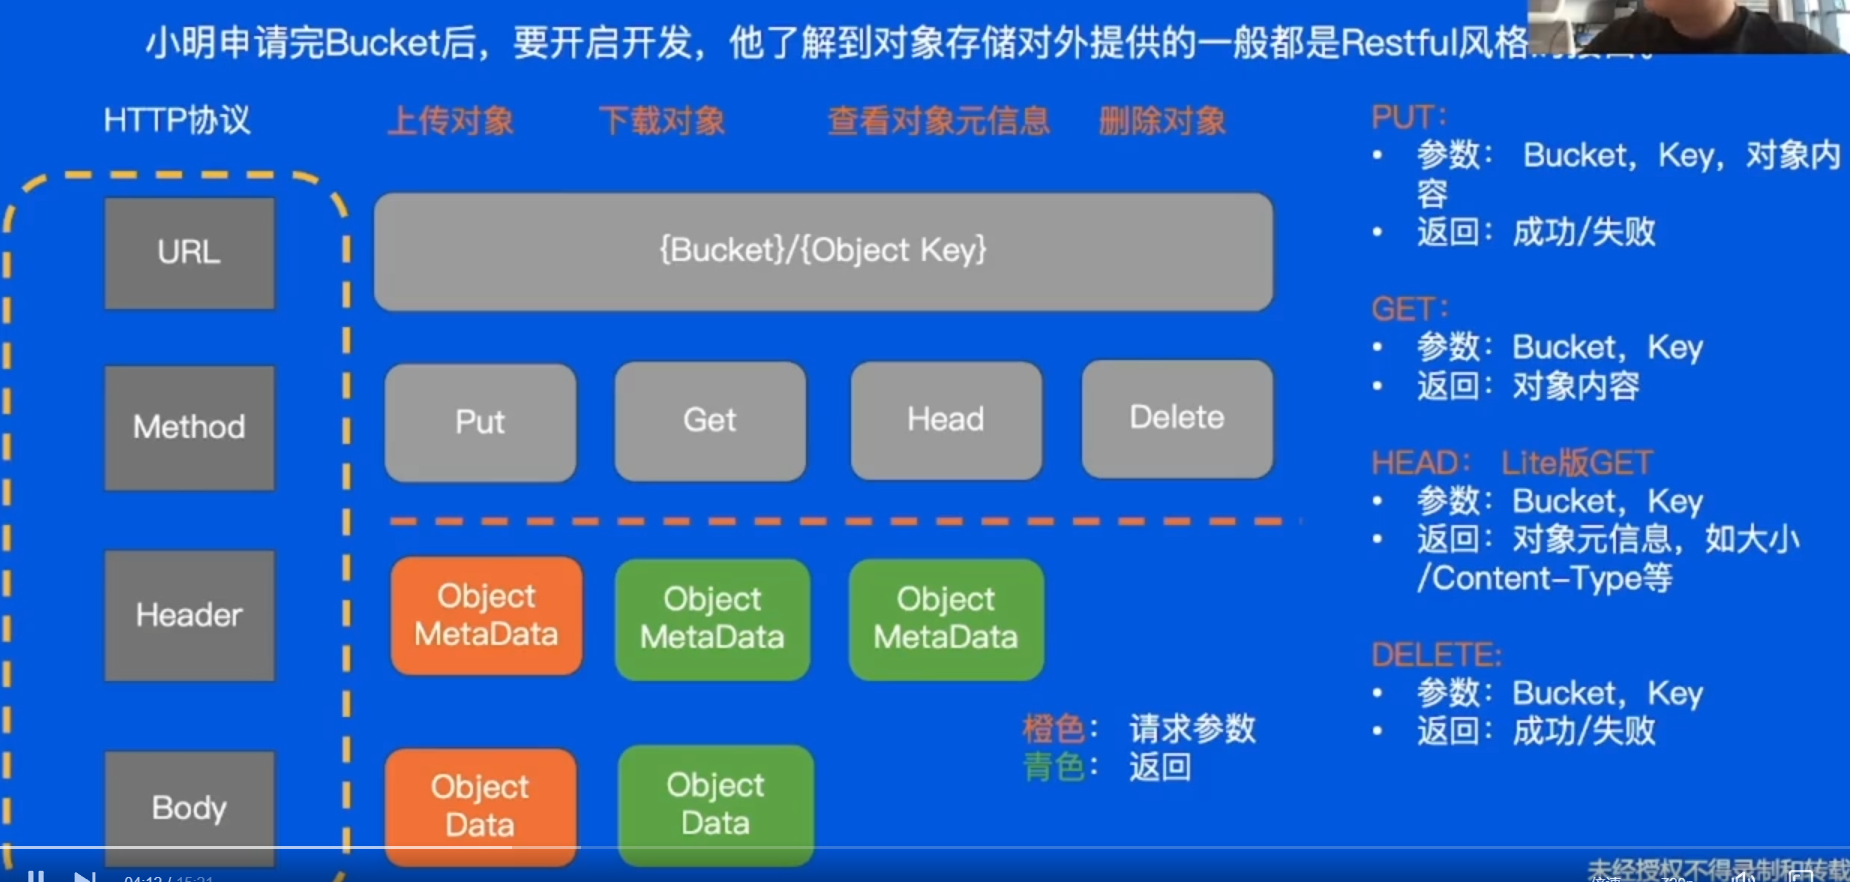 小明申请完Bucket后，要开启开发，他了解到对象存储对外提供的一般都是Restful风格
HTTP协议
上传对象
下载对象
查看对象元信息
删除对象
URL
{Bucket}/{Object Key}
Method
Put
Get
Head
Delete
Header
Object
MetaData
Object
MetaData
Object
MetaData
Body
Object
Data
Object
Data
橙色： 请求参数
青色： 返回
PUT：
• 参数： Bucket，Key，对象内
容
• 返回：成功/失败
GET：
• 参数：Bucket，Key
• 返回：对象内容
HEAD： Lite版GET
• 参数：Bucket，Key
• 返回：对象元信息，如大小
/Content-Type等
DELETE:
• 参数：Bucket，Key
• 返回：成功/失败
未经授权不得录制和转载